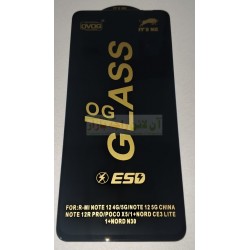 OG
GLASS
ESD
FOR:R-MI NOTE 12 4G/5G/NOTE 12 5G CHINA
NOTE 12R PRO/POCO X5/1+NORD CE3 LITE
1+NORD N30